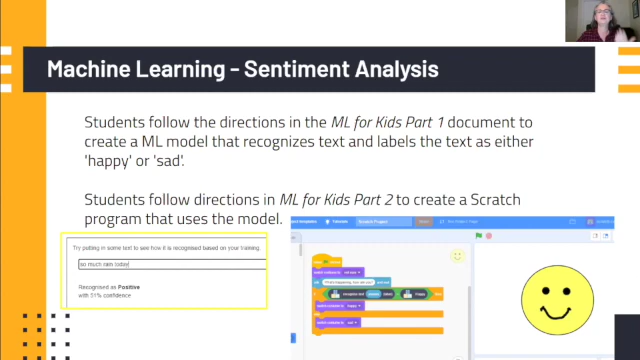 Machine Learning - Sentiment Analysis
Students follow the directions in the ML for Kids Part 1 document to
create a ML model that recognizes text and labels the text as either
'happy' or 'sad'.
Students follow directions in ML for Kids Part 2 to create a Scratch
program that uses the model.
Try putting in some text to see how it is recognised based on your training.
so much rain today
Recognised as Positive
with 51% confidence